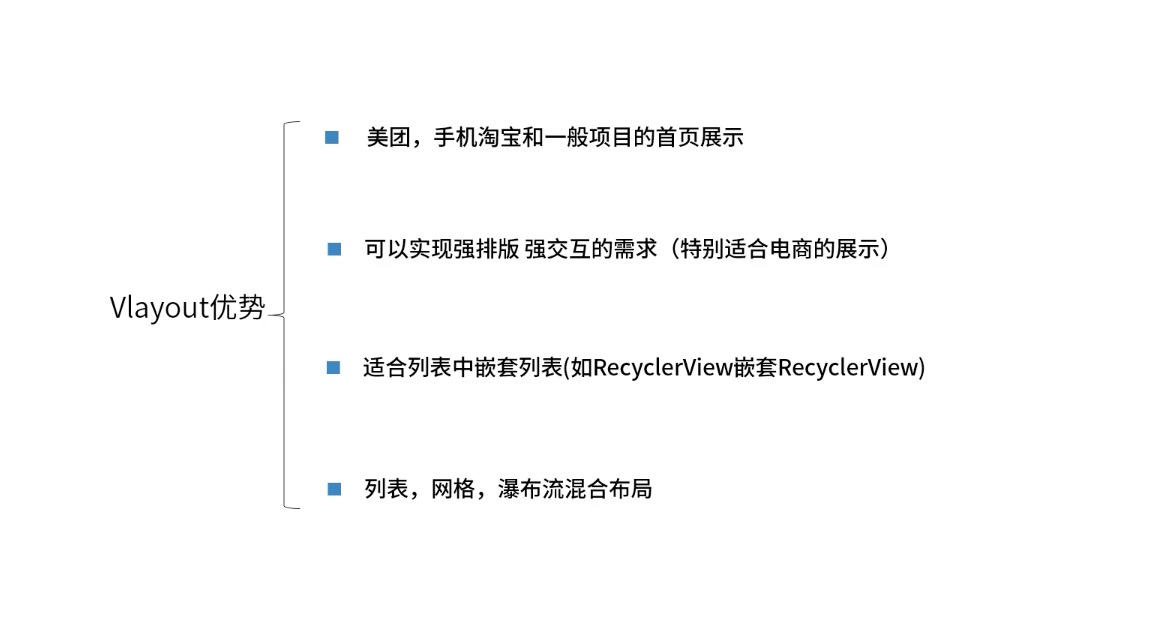 美团，手机淘宝和一般项目的首页展示
可以实现强排版 强交互的需求（特别适合电商的展示）
Vlayout优势
适合列表中嵌套列表(如RecyclerView嵌套RecyclerView)
列表，网格，瀑布流混合布局